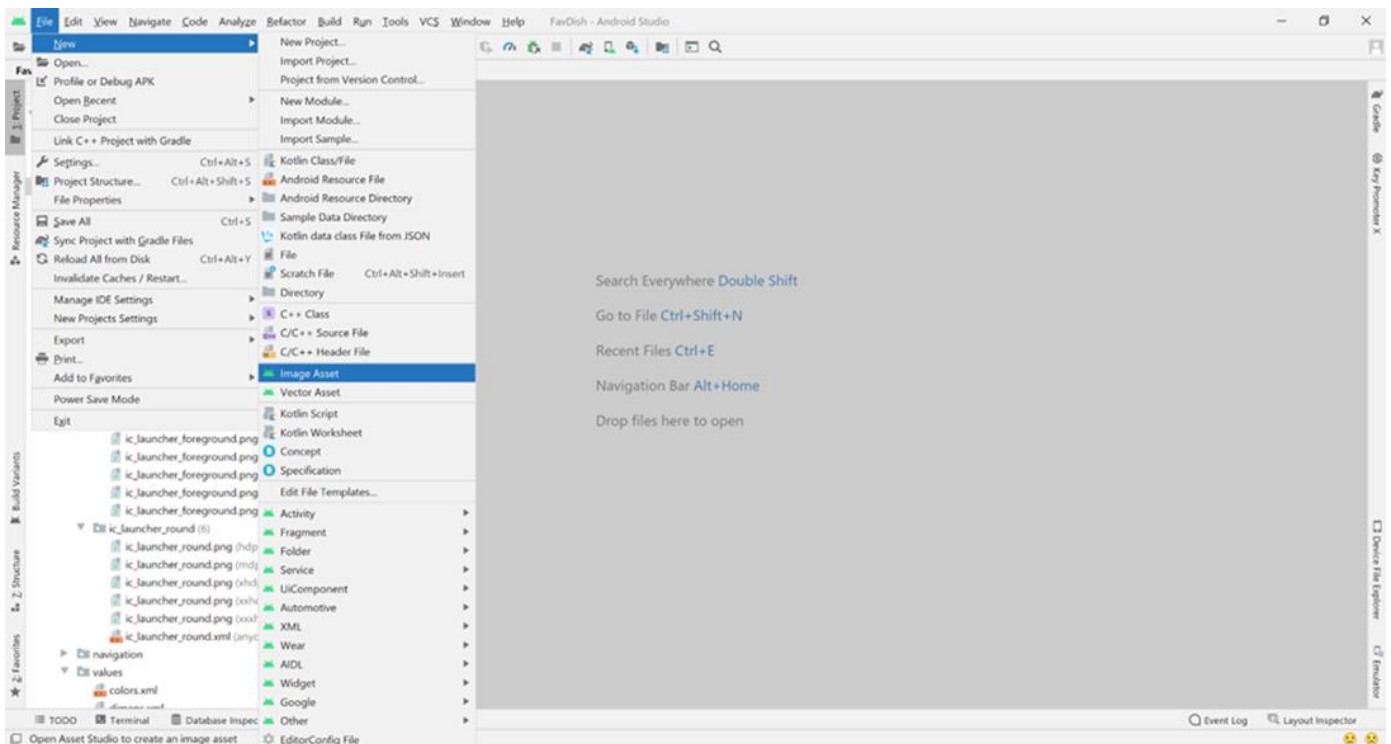 File Edit View Navigate Code Analyze Refactor Build Run Tools VCS Window Help FavDish - Android Studio
New
Open...
Profile or Debug APK
Open Recent
Close Project
Link C++ Project with Gradle
Settings... Ctrl+Alt+S
Project Structure... Ctrl+Alt+Shift+S
File Properties
Save All Ctrl+S
Sync Project with Gradle Files
Reload All from Disk Ctrl+Alt+Y
Invalidate Caches / Restart...
Manage IDE Settings
New Projects Settings
Export
Print...
Add to Favorites
Power Save Mode
Exit
New Project...
Import Project...
Project from Version Control...
New Module...
Import Module...
Import Sample...
Kotlin Class/File
Android Resource File
Android Resource Directory
Sample Data Directory
Kotlin data class File from JSON
File
Scratch File Ctrl+Alt+Shift+Insert
Directory
C++ Class
C/C++ Source File
C/C++ Header File
Image Asset
Vector Asset
Kotlin Script
Kotlin Worksheet
Concept
Specification
Edit File Templates...
Activity
Fragment
Folder
Service
UiComponent
Automotive
XML
Wear
AIDL
Widget
Google
Other
EditorConfig File
Fav
1: Project
Resource Manager
Build Variants
Z: Structure
2: Favorites
ic_launcher_foreground.png
ic_launcher_foreground.png
ic_launcher_foreground.png
ic_launcher_foreground.png
ic_launcher_foreground.png
ic_launcher_round (6)
ic_launcher_round.png (hdp
ic_launcher_round.png (mdp
ic_launcher_round.png (xhd
ic_launcher_round.png (xxh
ic_launcher_round.png (xxxh
ic_launcher_round.xml (anyd
navigation
values
colors.xml
Search Everywhere Double Shift
Go to File Ctrl+Shift+N
Recent Files Ctrl+E
Navigation Bar Alt+Home
Drop files here to open
Gradle
Key Promoter X
Device File Explorer
Emulator
TODO Terminal Database Inspec
Event Log Layout Inspector
Open Asset Studio to create an image asset